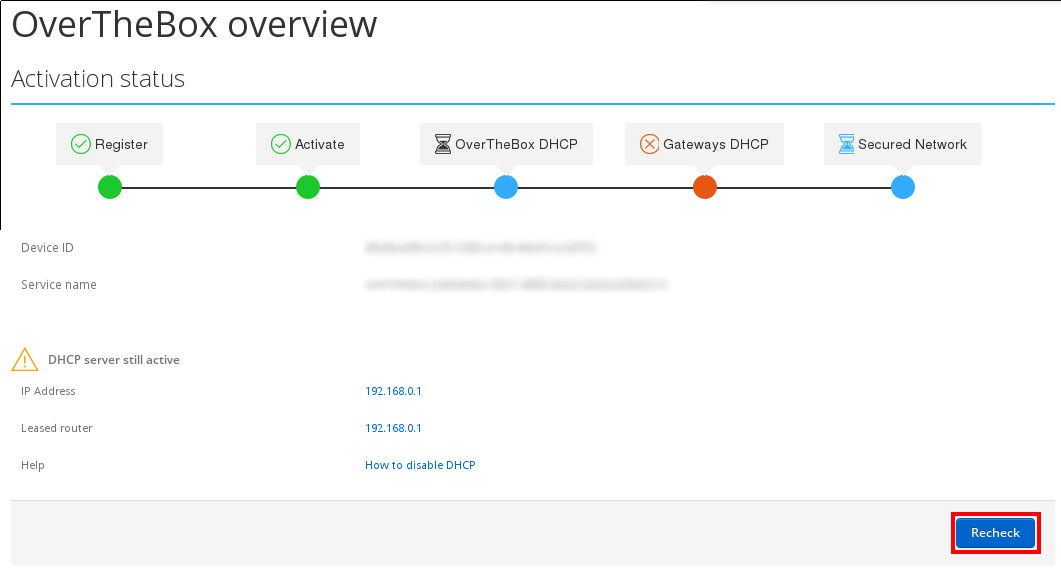 OverTheBox overview
Activation status
Register Activate OverTheBox DHCP Gateways DHCP Secured Network
Device ID
Service name
DHCP server still active
IP Address 192.168.0.1
Leased router 192.168.0.1
Help How to disable DHCP
Recheck